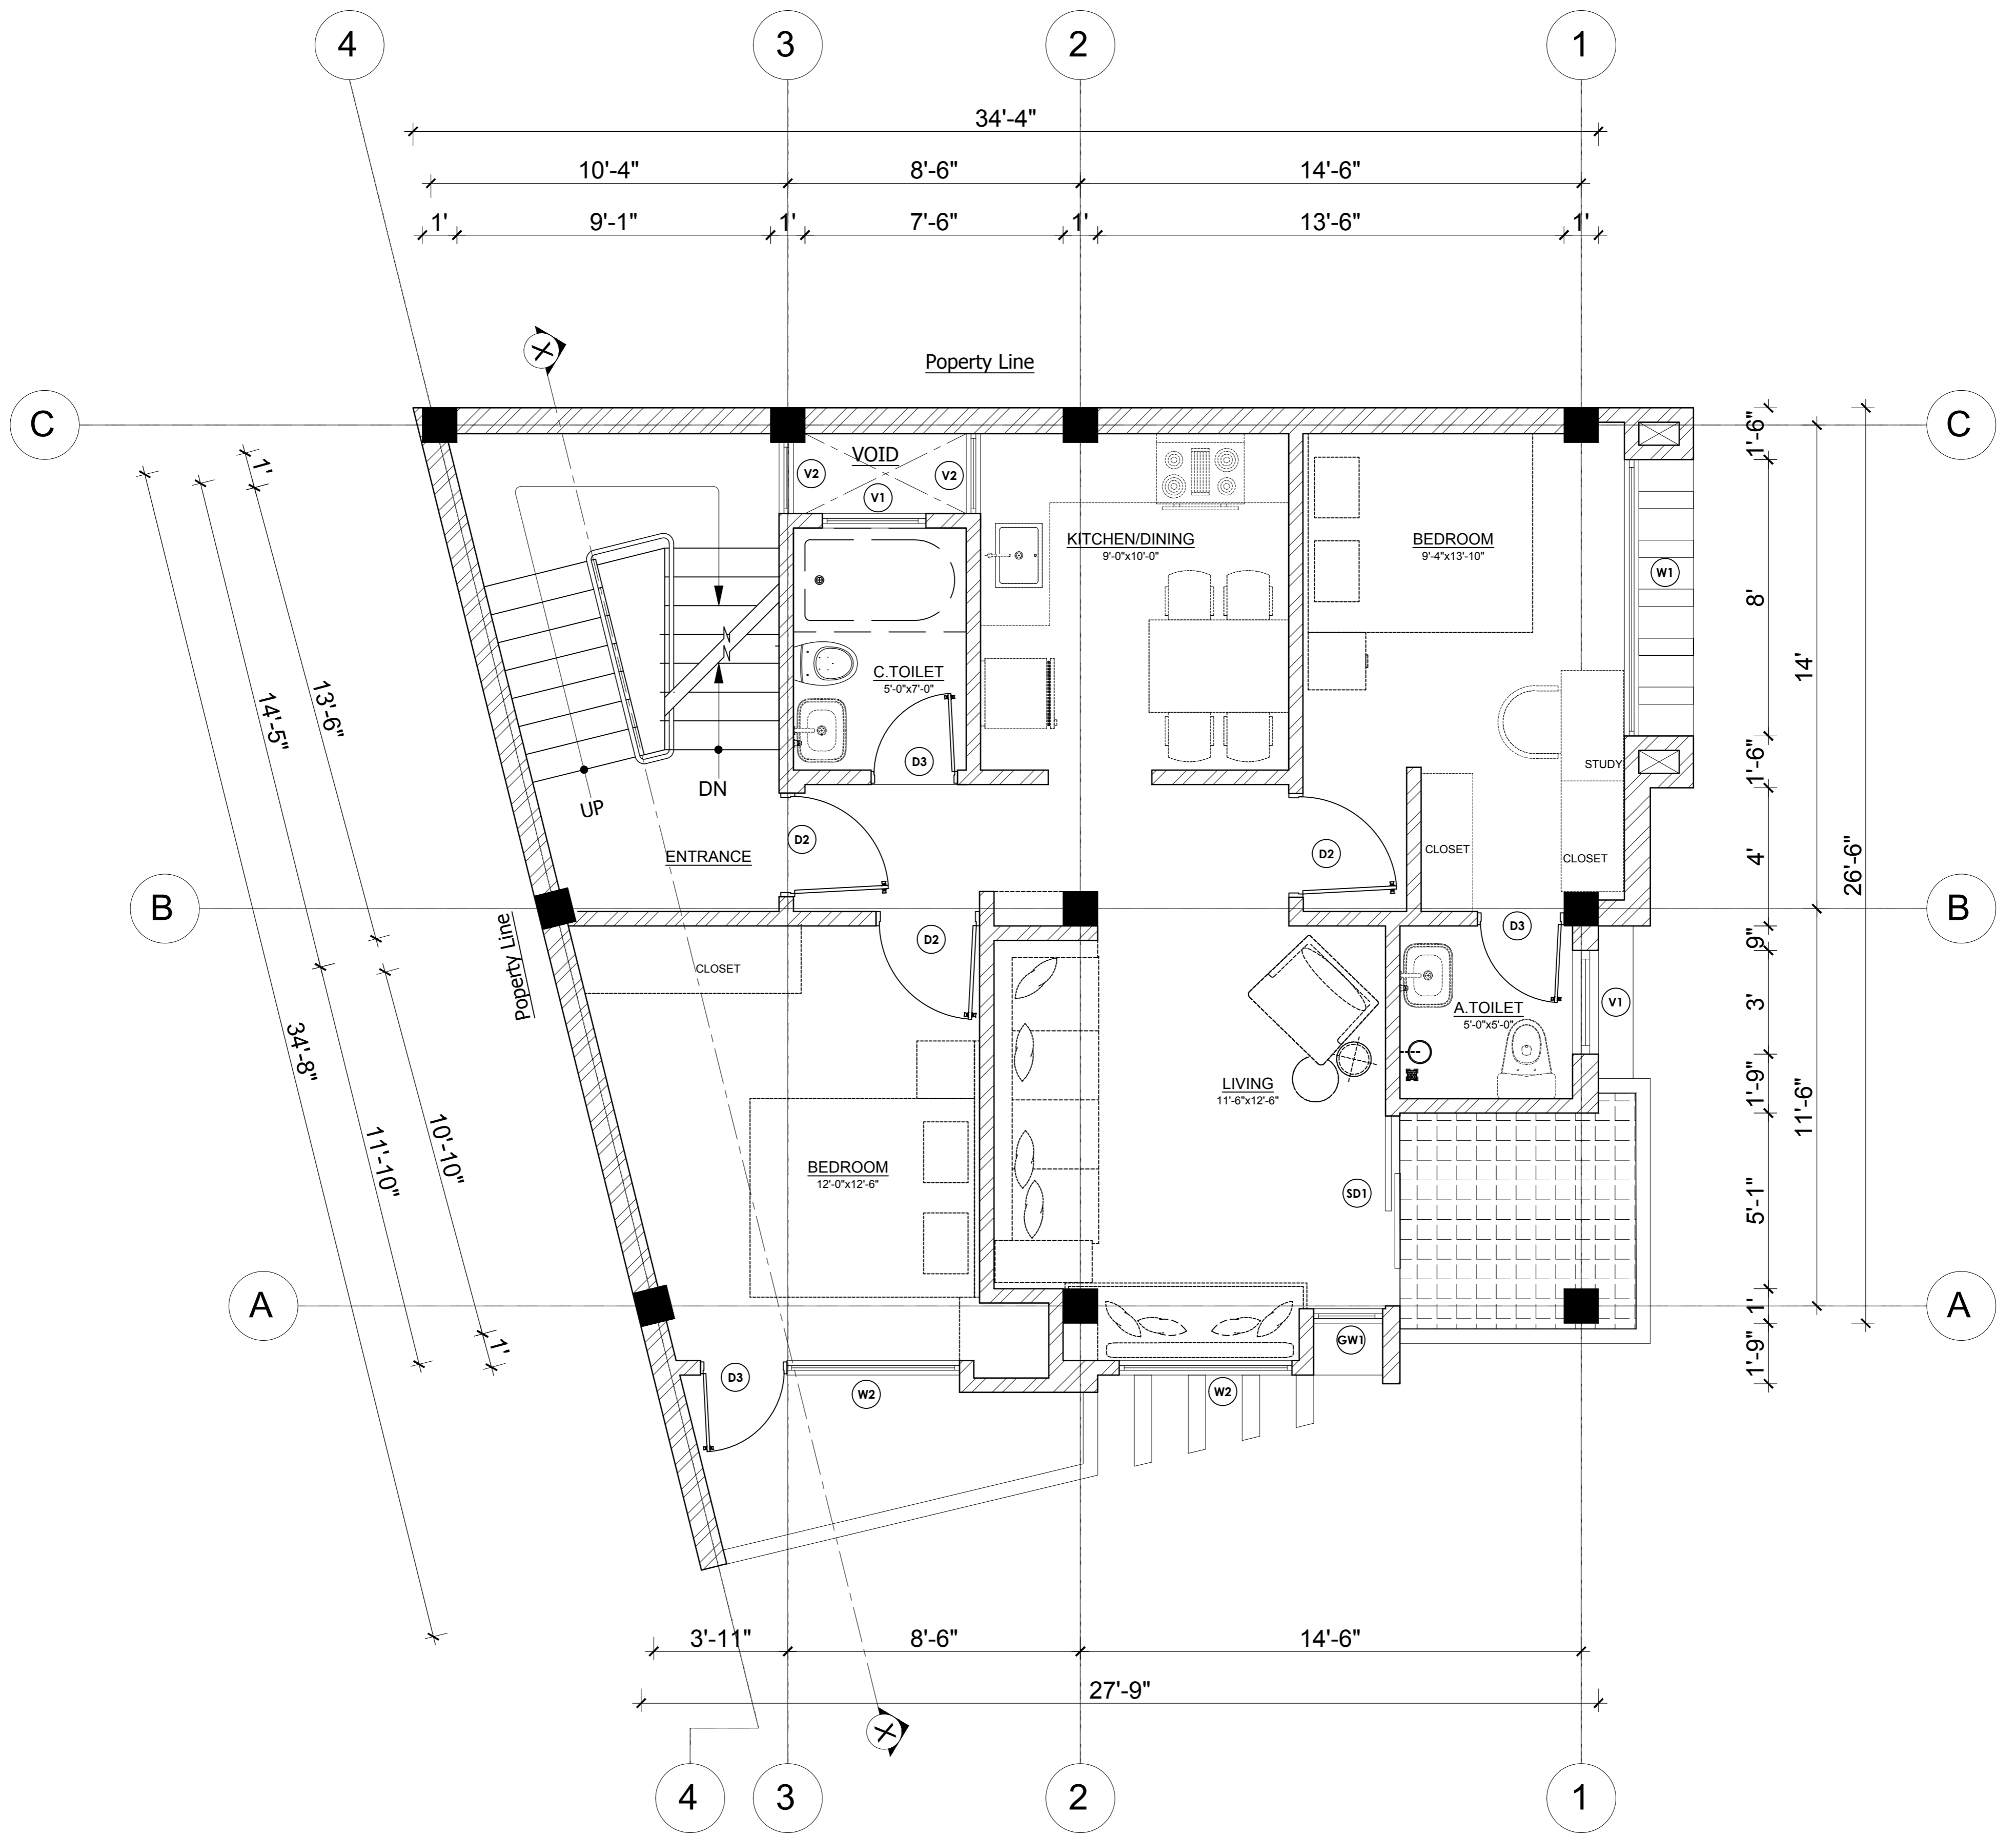 4
3
2
1
34'-4"
10'-4"
8'-6"
14'-6"
1'
9'-1"
1'
7'-6"
1'
13'-6"
1'
X
Poperty Line
C
C
1'
1'-6"
VOID
V2
V2
V1
KITCHEN/DINING
9'-0"x10'-0"
BEDROOM
9'-4"x13'-10"
W1
8'
14'
C.TOILET
5'-0"x7'-0"
13'-6"
14'-5"
D3
STUDY
1'-6"
UP
DN
D2
D2
ENTRANCE
CLOSET
CLOSET
4'
26'-6"
B
B
Poperty Line
D2
D3
9"
CLOSET
A.TOILET
5'-0"x5'-0"
V1
3'
34'-8"
LIVING
11'-6"x12'-6"
1'-9"
11'-6"
11'-10"
10'-10"
BEDROOM
12'-0"x12'-6"
SD1
5'-1"
A
A
1'
1'
GW1
D3
W2
W2
1'-9"
3'-11"
8'-6"
14'-6"
27'-9"
X
4
3
2
1